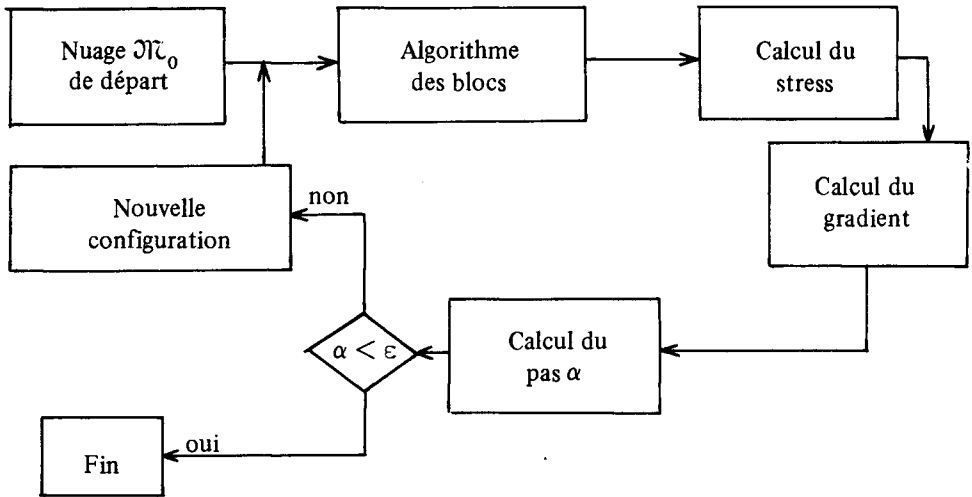 Nuage 𝔐₀
de départ
Algorithme
des blocs
Calcul du
stress
Calcul du
gradient
Nouvelle
configuration
non
α < ε
Calcul du
pas α
oui
Fin